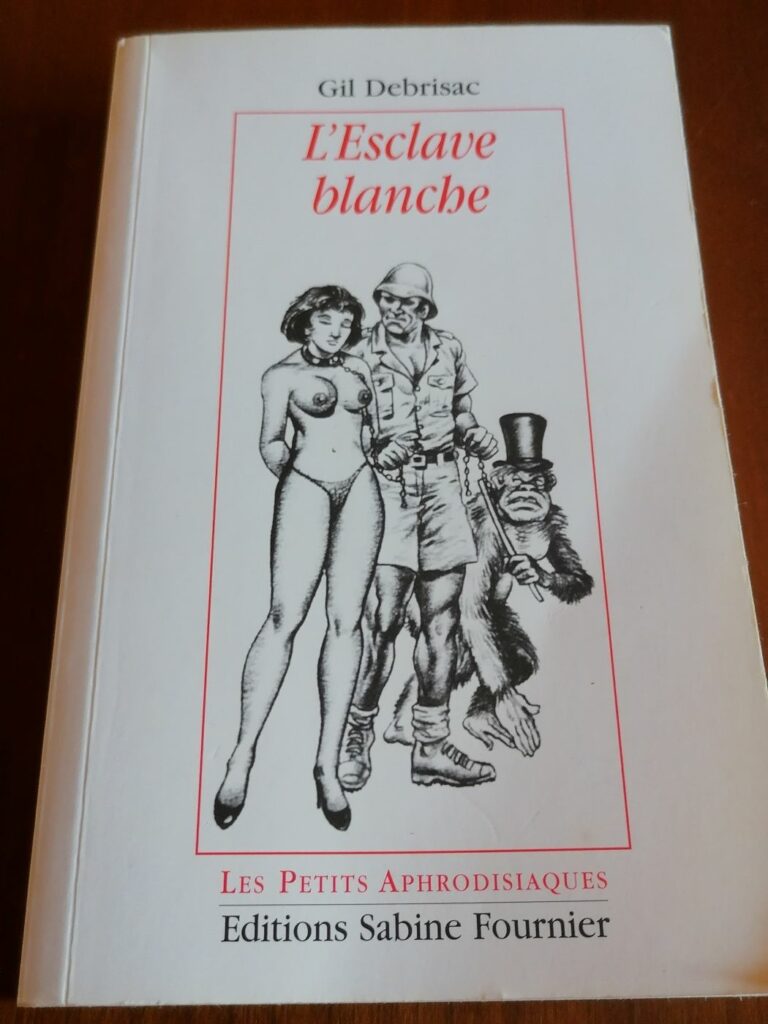 Gil Debrisac
L'Esclave
blanche
LES PETITS APHRODISIAQUES
Editions Sabine Fournier